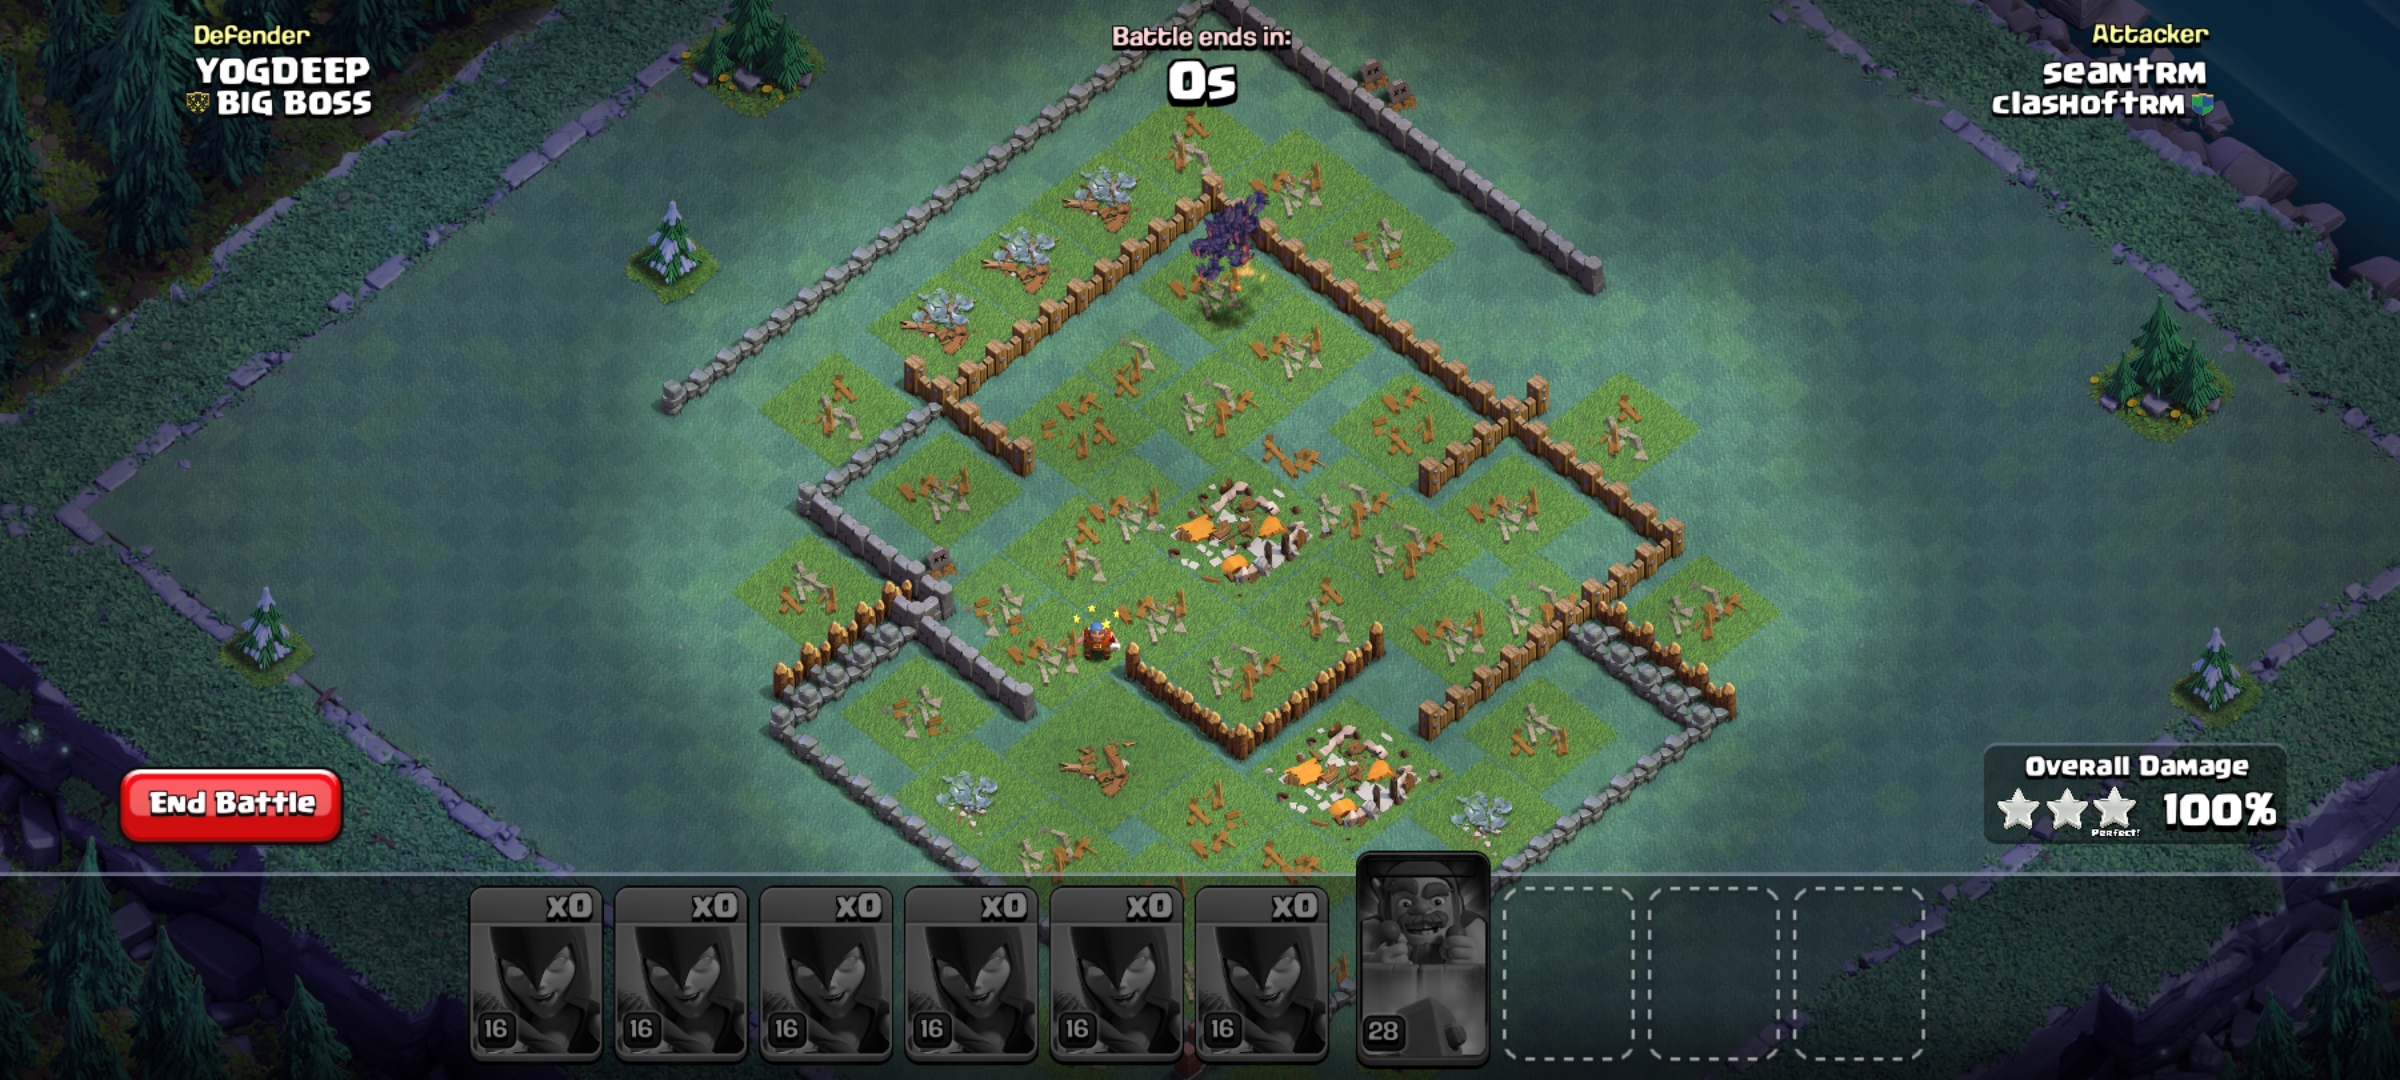 Defender
YOGDEEP
BIG BOSS
Battle ends in:
0s
Attacker
seantRM
clashoftRM
End Battle
Overall Damage
Perfect!
100%
x0
x0
x0
x0
x0
x0
16
16
16
16
16
16
28